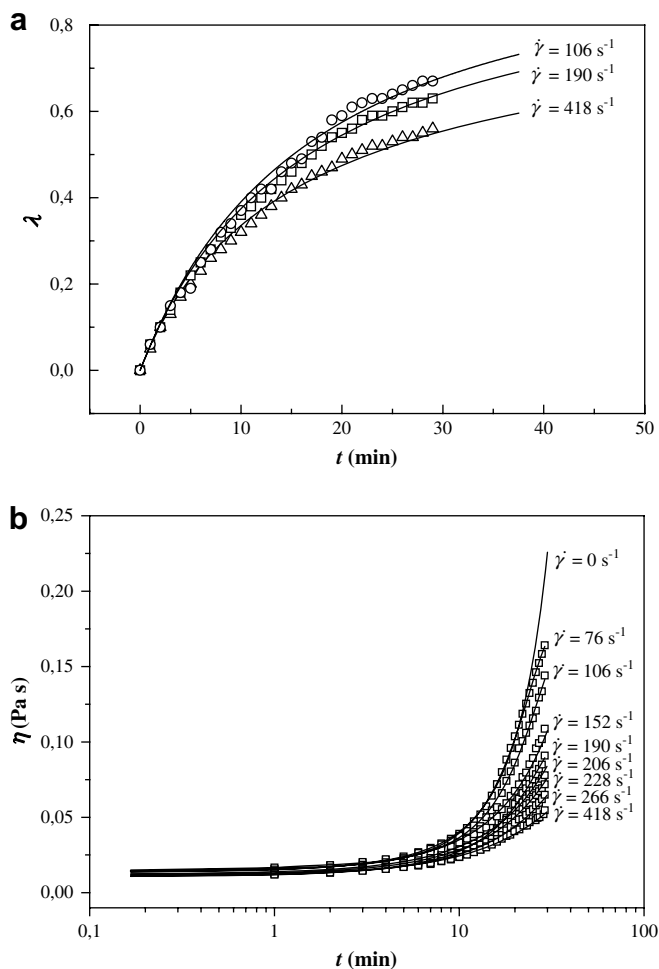 a
0,8
0,6
0,4
0,2
0,0
λ
γ̇ = 106 s⁻¹
γ̇ = 190 s⁻¹
γ̇ = 418 s⁻¹
0 10 20 30 40 50
t (min)
b
0,25
0,20
0,15
0,10
0,05
0,00
η (Pa s)
γ̇ = 0 s⁻¹
γ̇ = 76 s⁻¹
γ̇ = 106 s⁻¹
γ̇ = 152 s⁻¹
γ̇ = 190 s⁻¹
γ̇ = 206 s⁻¹
γ̇ = 228 s⁻¹
γ̇ = 266 s⁻¹
γ̇ = 418 s⁻¹
0,1 1 10 100
t (min)